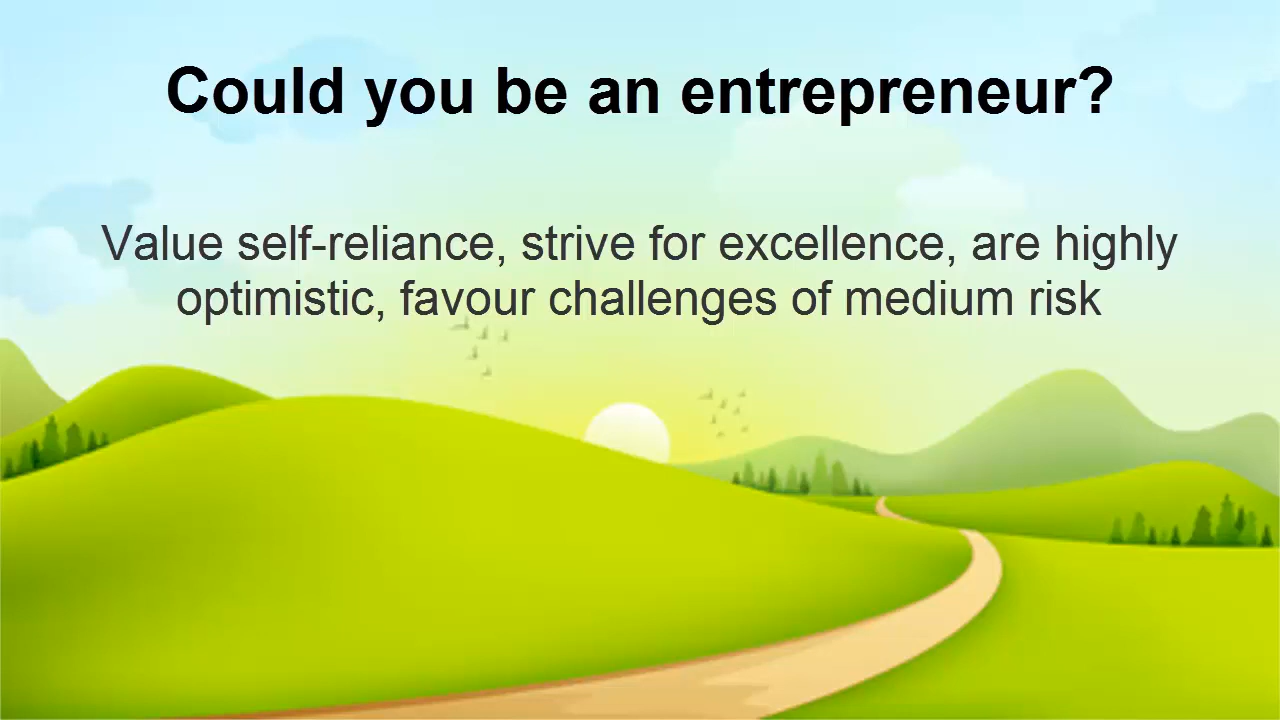 Could you be an entrepreneur?
Value self-reliance, strive for excellence, are highly
optimistic, favour challenges of medium risk